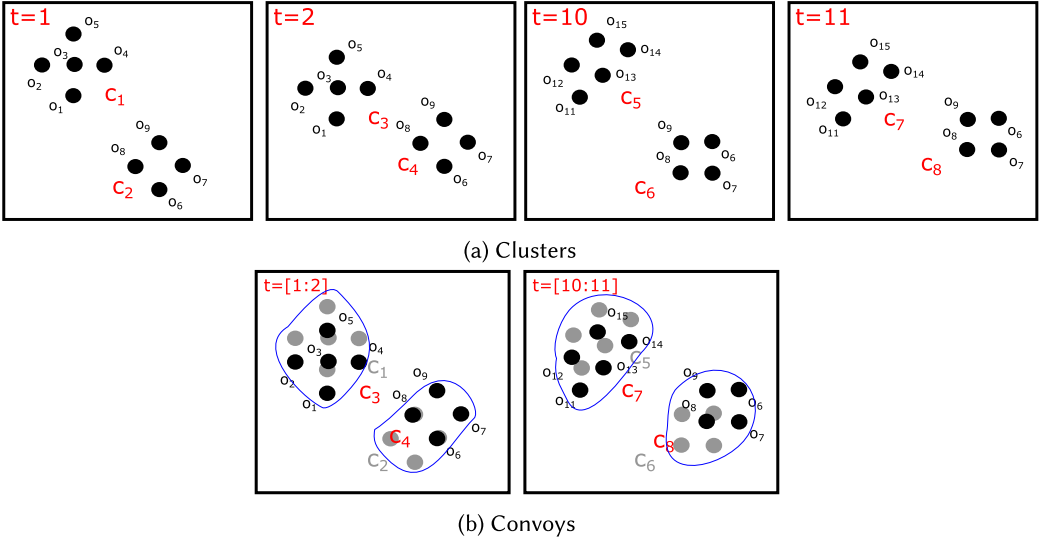 t=1
o5
o3
o4
o2
o1
C1
o9
o8
o7
C2
o6
t=2
o5
o3
o4
o2
o9
o1
C3
o8
C4
o7
o6
t=10
o15
o14
o12
o13
C5
o11
o9
o6
o8
C6
o7
t=11
o15
o14
o12
o13
o9
C7
o11
o6
o8
C8
o7
(a) Clusters
t=[1:2]
o5
o3
o4
C1
o2
o9
C3
o1
o8
o7
C4
o6
C2
t=[10:11]
o15
o14
C5
o12
o13
o9
C7
o11
o6
o8
o7
C8
C6
(b) Convoys